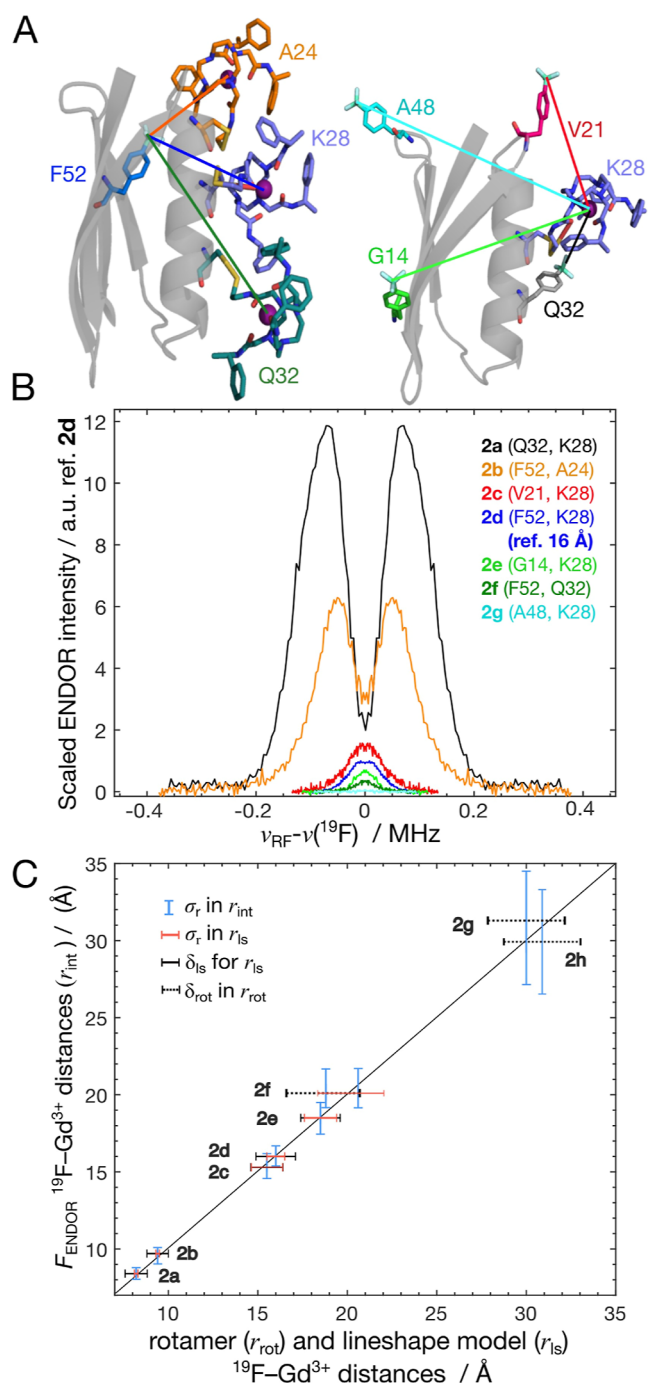 A
A24
K28
F52
Q32
A48
V21
K28
G14
Q32
B
Scaled ENDOR intensity / a.u. ref. 2d
12
10
8
6
4
2
0
2a (Q32, K28)
2b (F52, A24)
2c (V21, K28)
2d (F52, K28)
(ref. 16 Å)
2e (G14, K28)
2f (F52, Q32)
2g (A48, K28)
-0.4 -0.2 0 0.2 0.4
νRF-ν(¹⁹F) / MHz
C
FENDOR ¹⁹F–Gd³⁺ distances (rint) / (Å)
35
30
25
20
15
10
σr in rint
σr in rls
δls for rls
δrot in rrot
2g
2h
2f
2e
2d
2c
2b
2a
10 15 20 25 30 35
rotamer (rrot) and lineshape model (rls)
¹⁹F–Gd³⁺ distances / Å